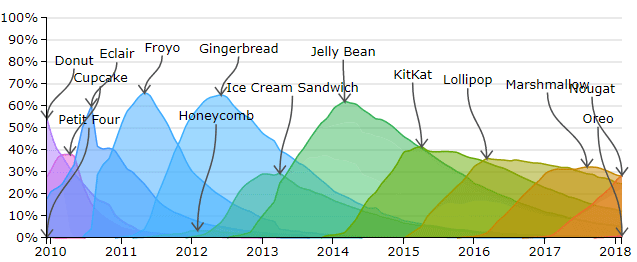 100%
90%
80%
70%
60%
50%
40%
30%
20%
10%
0%
Donut
Eclair
Froyo
Gingerbread
Jelly Bean
Cupcake
Ice Cream Sandwich
KitKat
Lollipop
Marshmallow
Nougat
Petit Four
Honeycomb
Oreo
2010 2011 2012 2013 2014 2015 2016 2017 2018